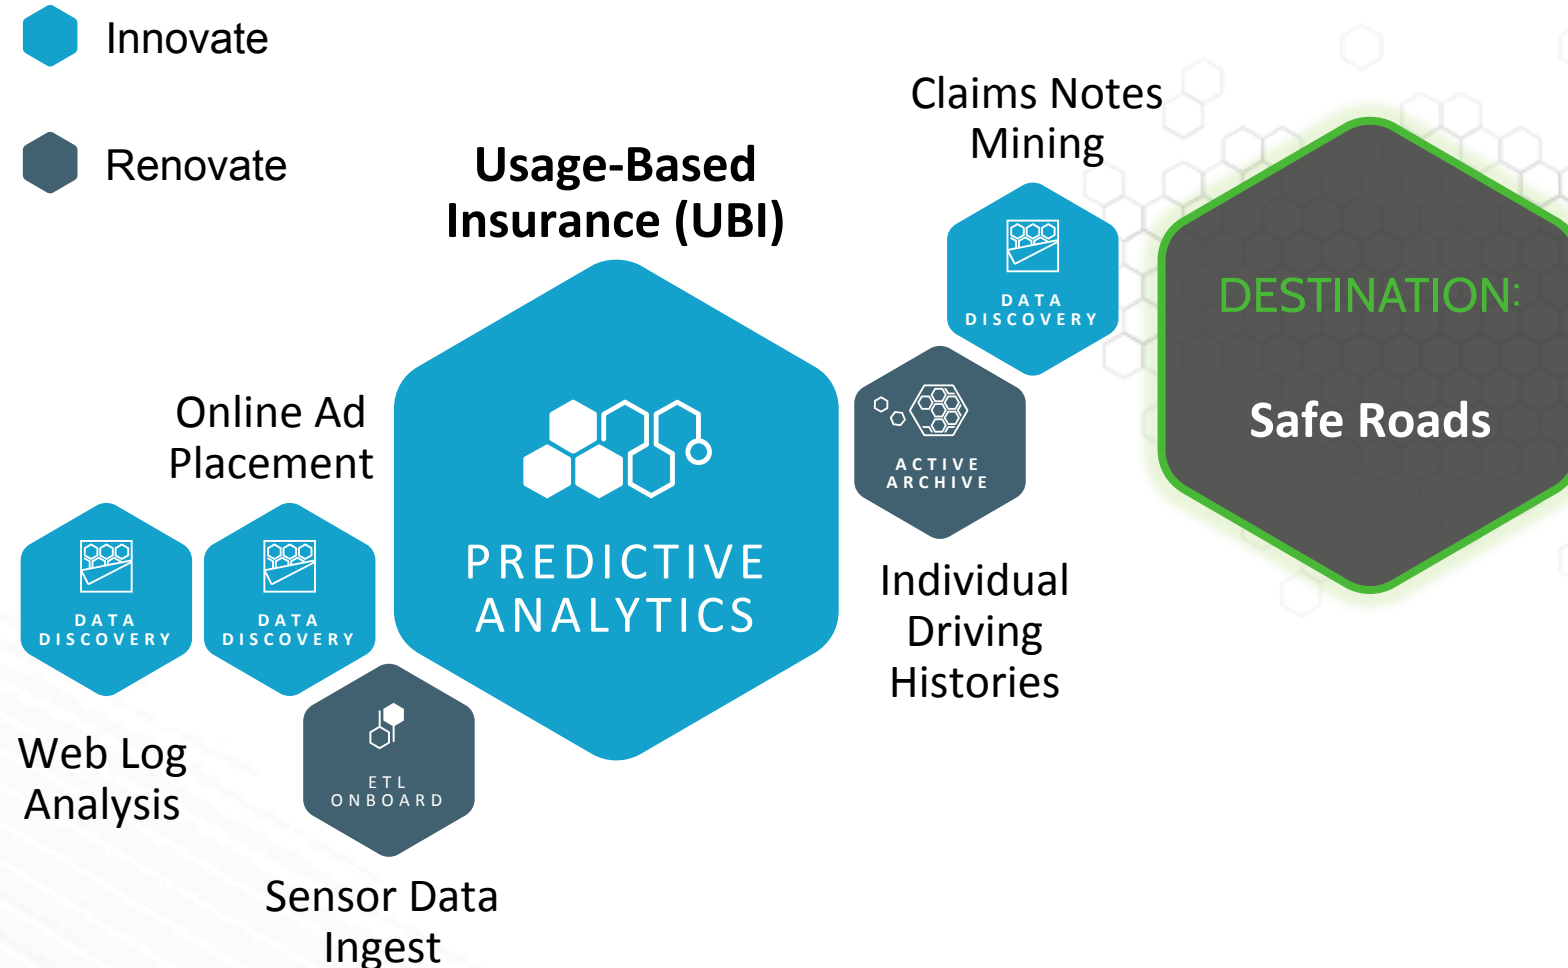 Innovate
Renovate
Usage-Based
Insurance (UBI)
Claims Notes
Mining
DATA
DISCOVERY
DESTINATION:
Safe Roads
Online Ad
Placement
PREDICTIVE
ANALYTICS
ACTIVE
ARCHIVE
Individual
Driving
Histories
DATA
DISCOVERY
DATA
DISCOVERY
Web Log
Analysis
ETL
ONBOARD
Sensor Data
Ingest